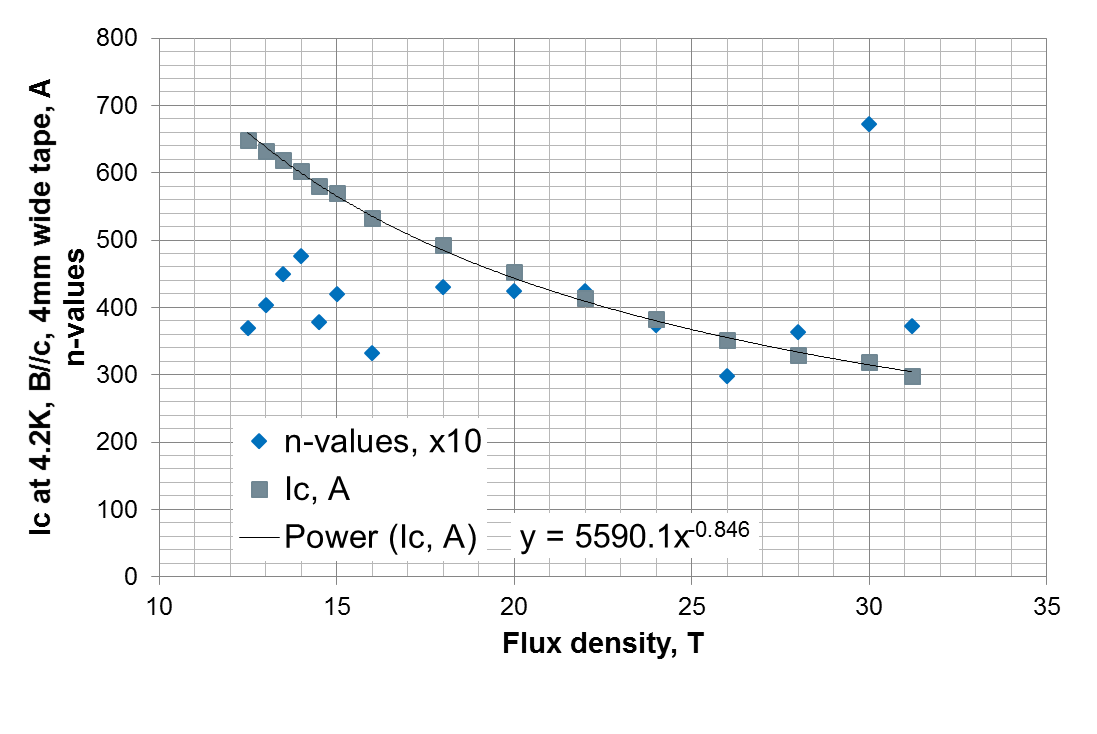 800
700
600
500
400
300
200
100
0
Ic at 4.2K, B//c, 4mm wide tape, A
n-values
n-values, x10
Ic, A
Power (Ic, A) y = 5590.1x^-0.846
10 15 20 25 30 35
Flux density, T